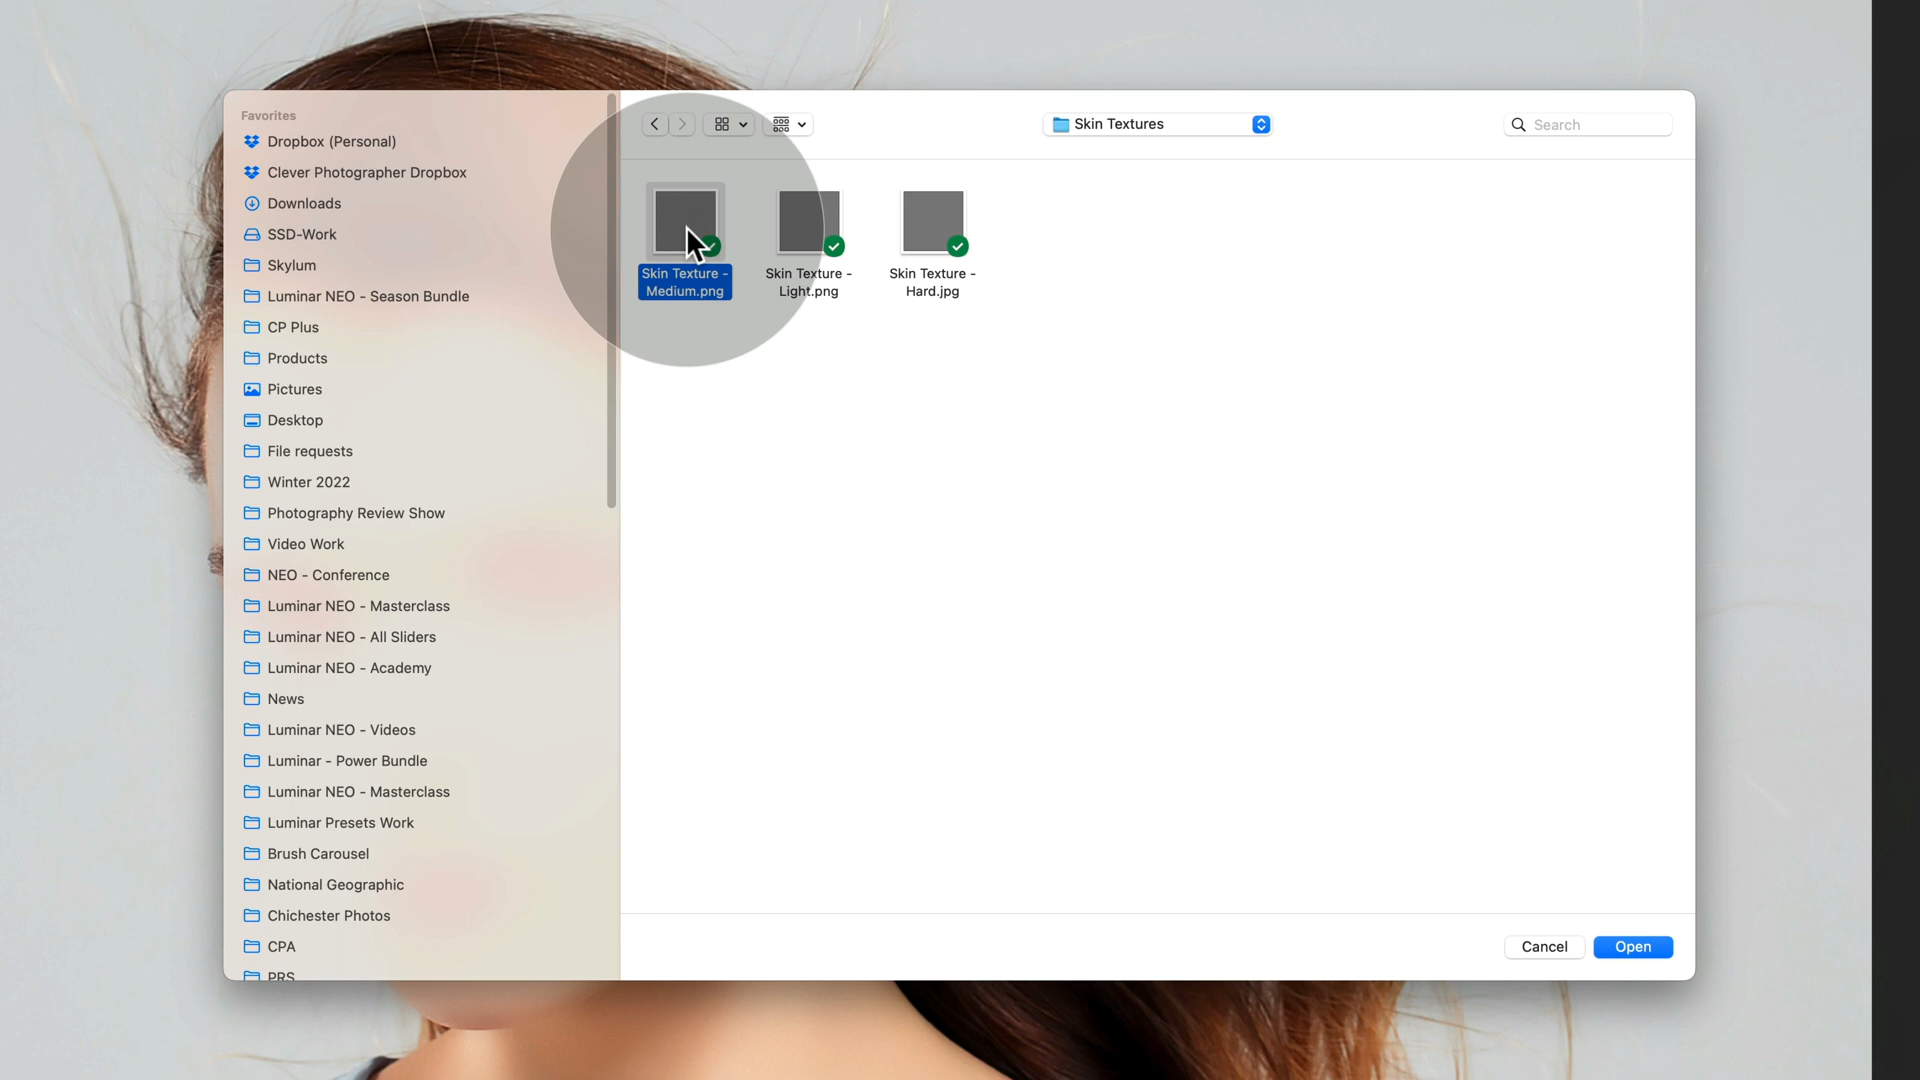 Favorites
Dropbox (Personal)
Clever Photographer Dropbox
Downloads
SSD-Work
Skylum
Luminar NEO - Season Bundle
CP Plus
Products
Pictures
Desktop
File requests
Winter 2022
Photography Review Show
Video Work
NEO - Conference
Luminar NEO - Masterclass
Luminar NEO - All Sliders
Luminar NEO - Academy
News
Luminar NEO - Videos
Luminar - Power Bundle
Luminar NEO - Masterclass
Luminar Presets Work
Brush Carousel
National Geographic
Chichester Photos
CPA
PRS
Skin Textures
Search
Skin Texture -
Medium.png
Skin Texture -
Light.png
Skin Texture -
Hard.jpg
Cancel
Open